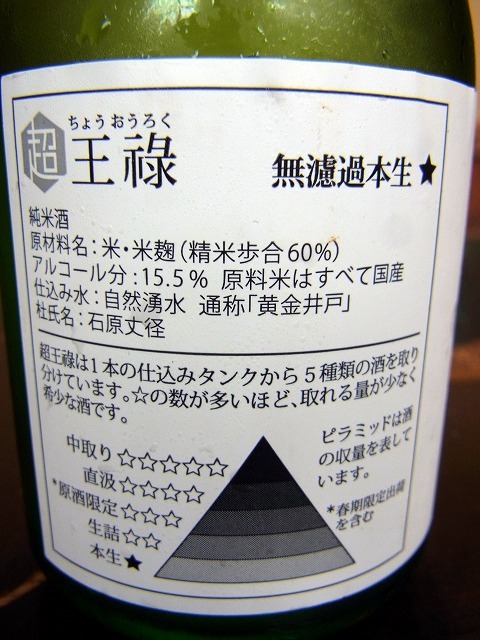 ちょうおうろく
超王祿
無濾過本生★
純米酒
原材料名：米・米麹（精米歩合60%）
アルコール分：15.5% 原料米はすべて国産
仕込み水：自然湧水 通称「黄金井戸」
杜氏名：石原丈径
超王祿は1本の仕込みタンクから5種類の酒を取り
分けています。☆の数が多いほど、取れる量が少なく
希少な酒です。
中取り☆☆☆☆☆
直汲☆☆☆☆
*原酒限定☆☆☆
生詰☆☆
本生★
ピラミッドは酒
の収量を表して
います。
*春期限定出荷
を含む